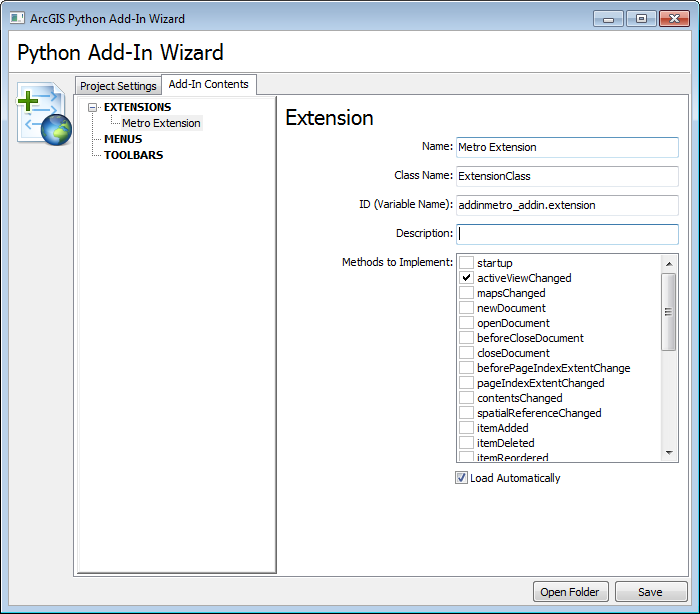 ArcGIS Python Add-In Wizard
Python Add-In Wizard
Project Settings
Add-In Contents
EXTENSIONS
Metro Extension
MENUS
TOOLBARS
Extension
Name: Metro Extension
Class Name: ExtensionClass
ID (Variable Name): addinmetro_addin.extension
Description:
Methods to Implement:
startup
activeViewChanged
mapsChanged
newDocument
openDocument
beforeCloseDocument
closeDocument
beforePageIndexExtentChange
pageIndexExtentChanged
contentsChanged
spatialReferenceChanged
itemAdded
itemDeleted
itemReordered
Load Automatically
Open Folder
Save